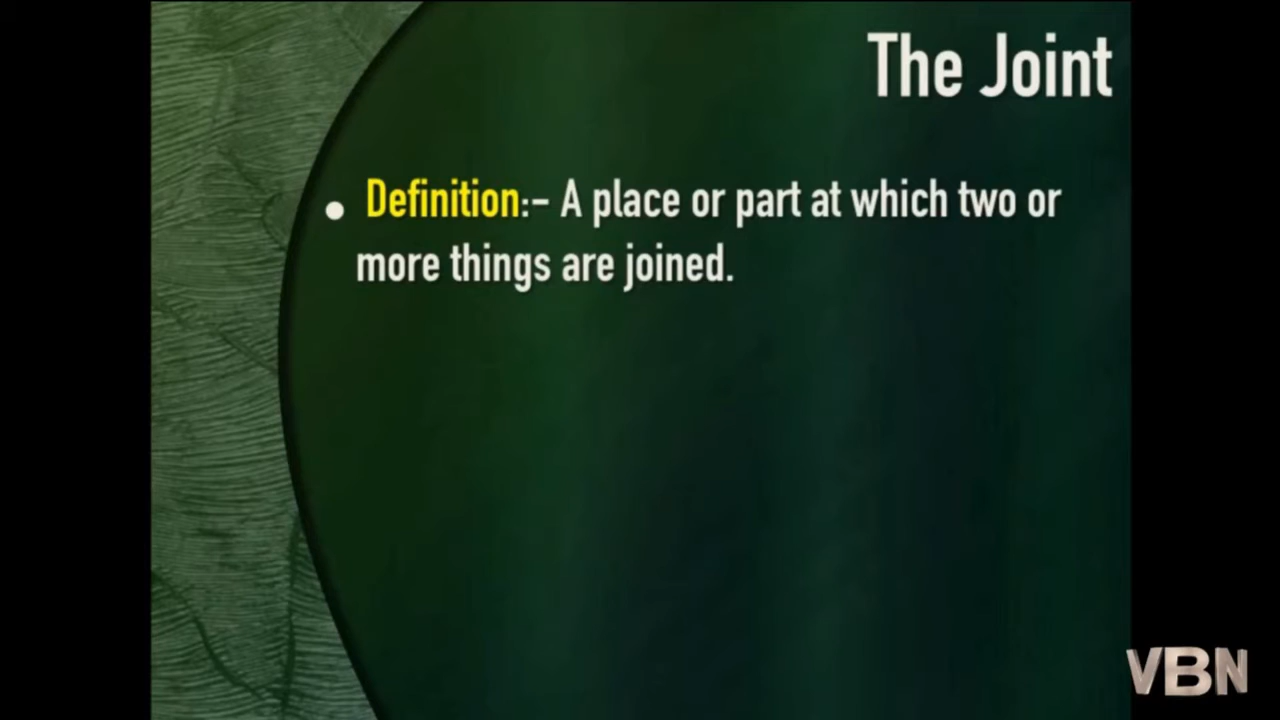 The Joint
• Definition:- A place or part at which two or
more things are joined.
VBN